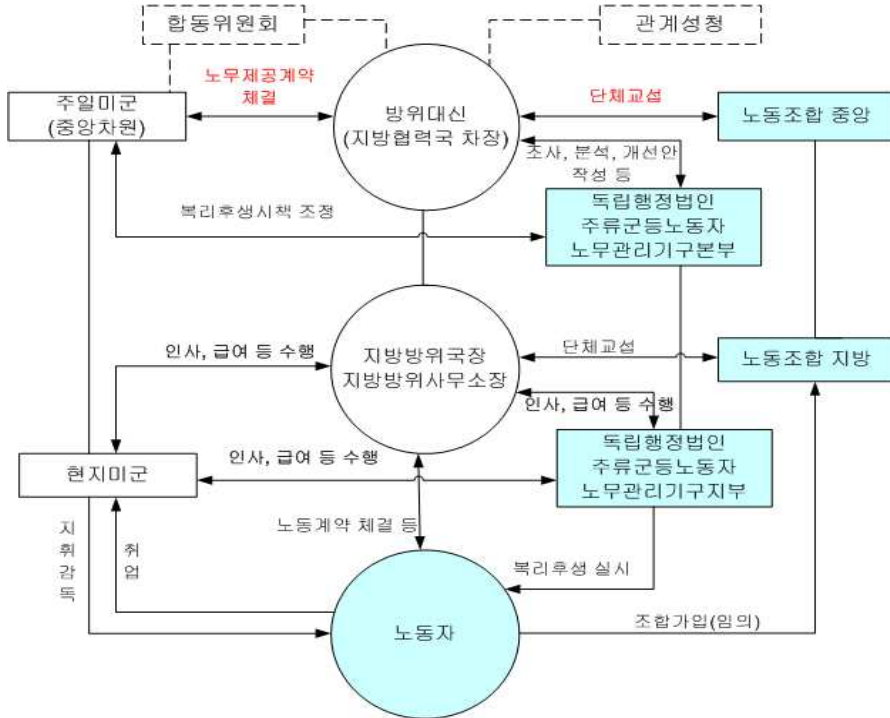 합동위원회
관계성청
노무제공계약
체결
주일미군
(중앙차원)
방위대신
(지방협력국 차장)
단체교섭
노동조합 중앙
조사, 분석, 개선안
작성 등
복리후생시책 조정
독립행정법인
주류군등노동자
노무관리기구본부
인사, 급여 등 수행
지방방위국장
지방방위사무소장
단체교섭
노동조합 지방
인사, 급여 등 수행
현지미군
인사, 급여 등 수행
독립행정법인
주류군등노동자
노무관리기구지부
노동계약 체결 등
지휘감독
취업
복리후생 실시
노동자
조합가입(임의)